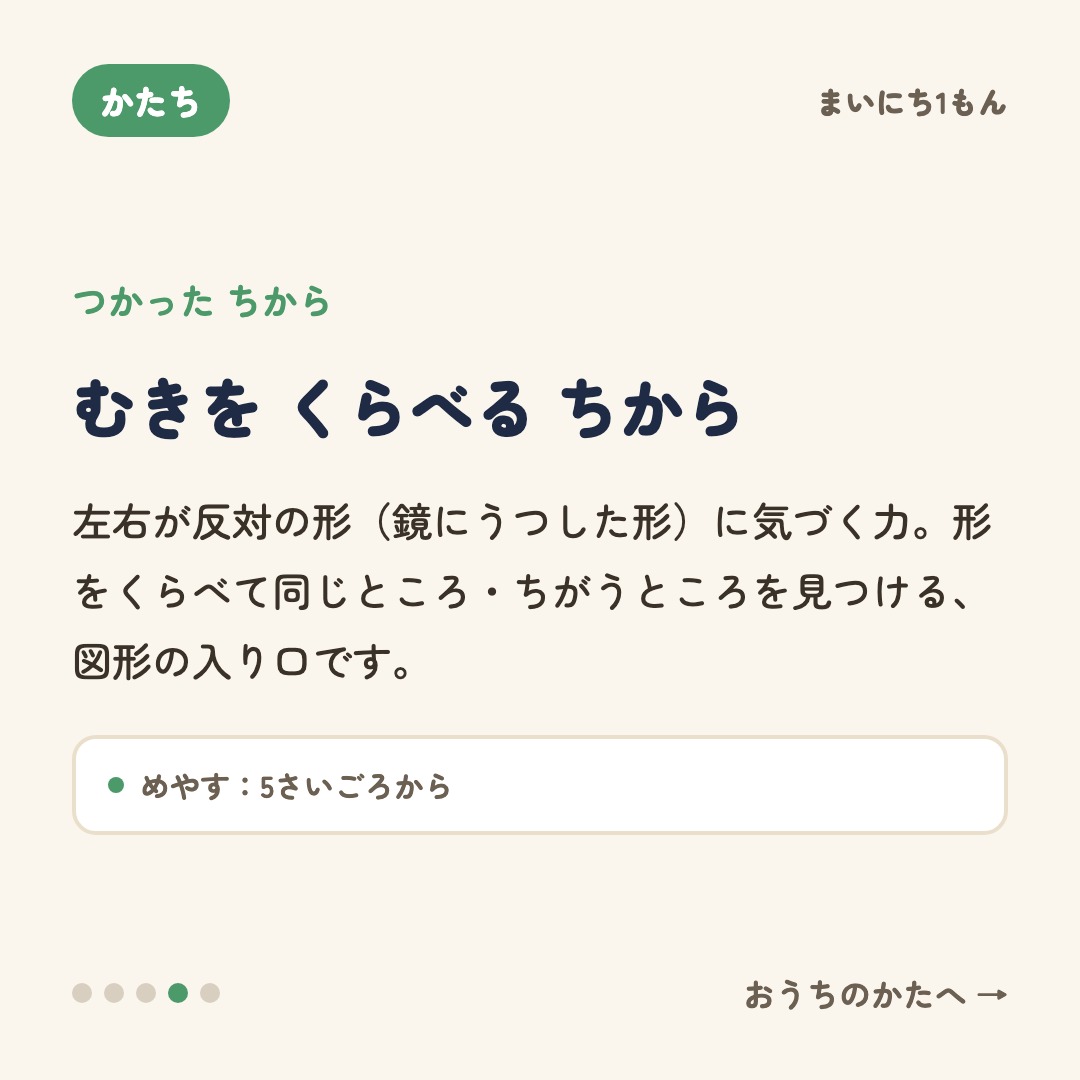 かたち
まいにち1もん
つかった ちから
むきを くらべる ちから
左右が反対の形（鏡にうつした形）に気づく力。形
をくらべて同じところ・ちがうところを見つける、
図形の入り口です。
めやす：5さいごろから
おうちのかたへ →